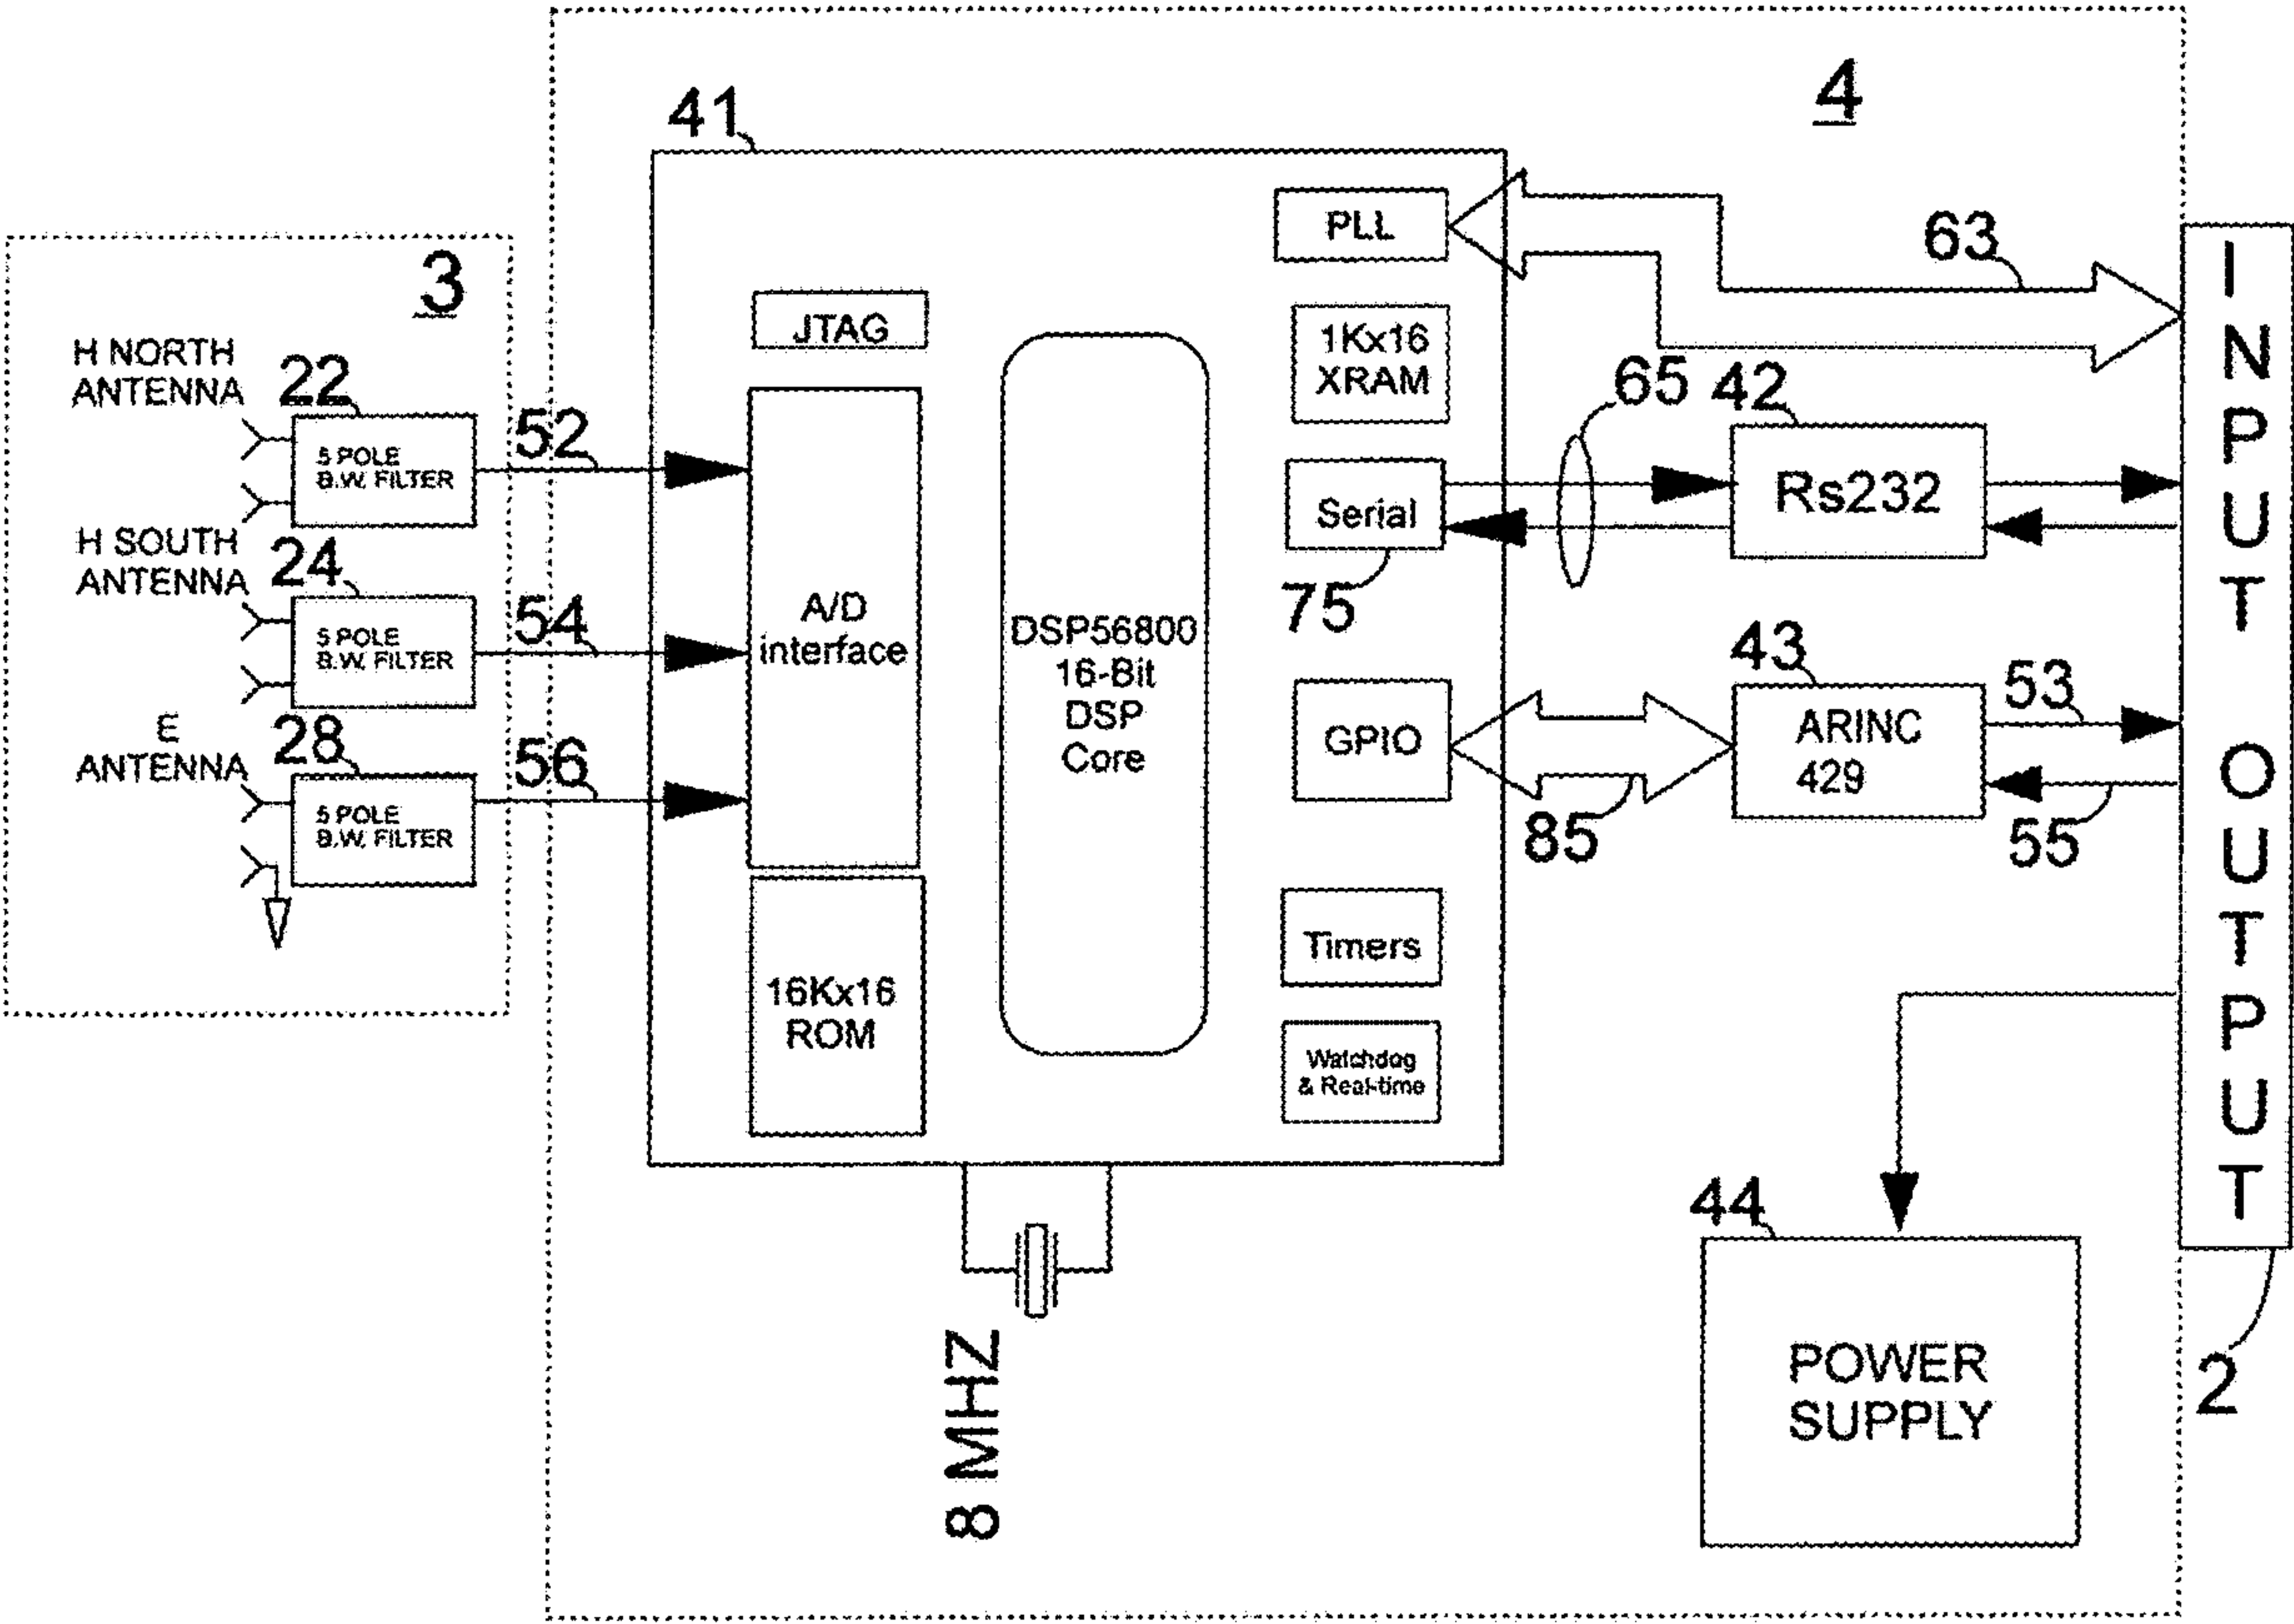 4
41
3
H NORTH
ANTENNA
22
5 POLE
B.W. FILTER
52
H SOUTH
ANTENNA
24
5 POLE
B.W. FILTER
54
E
ANTENNA
28
5 POLE
B.W. FILTER
56
JTAG
A/D
interface
16Kx16
ROM
DSP56800
16-Bit
DSP
Core
PLL
1Kx16
XRAM
Serial
75
GPIO
Timers
Watchdog
& Real-time
63
65
42
Rs232
43
ARINC
429
53
55
85
44
POWER
SUPPLY
INPUT OUTPUT
2
8 MHZ